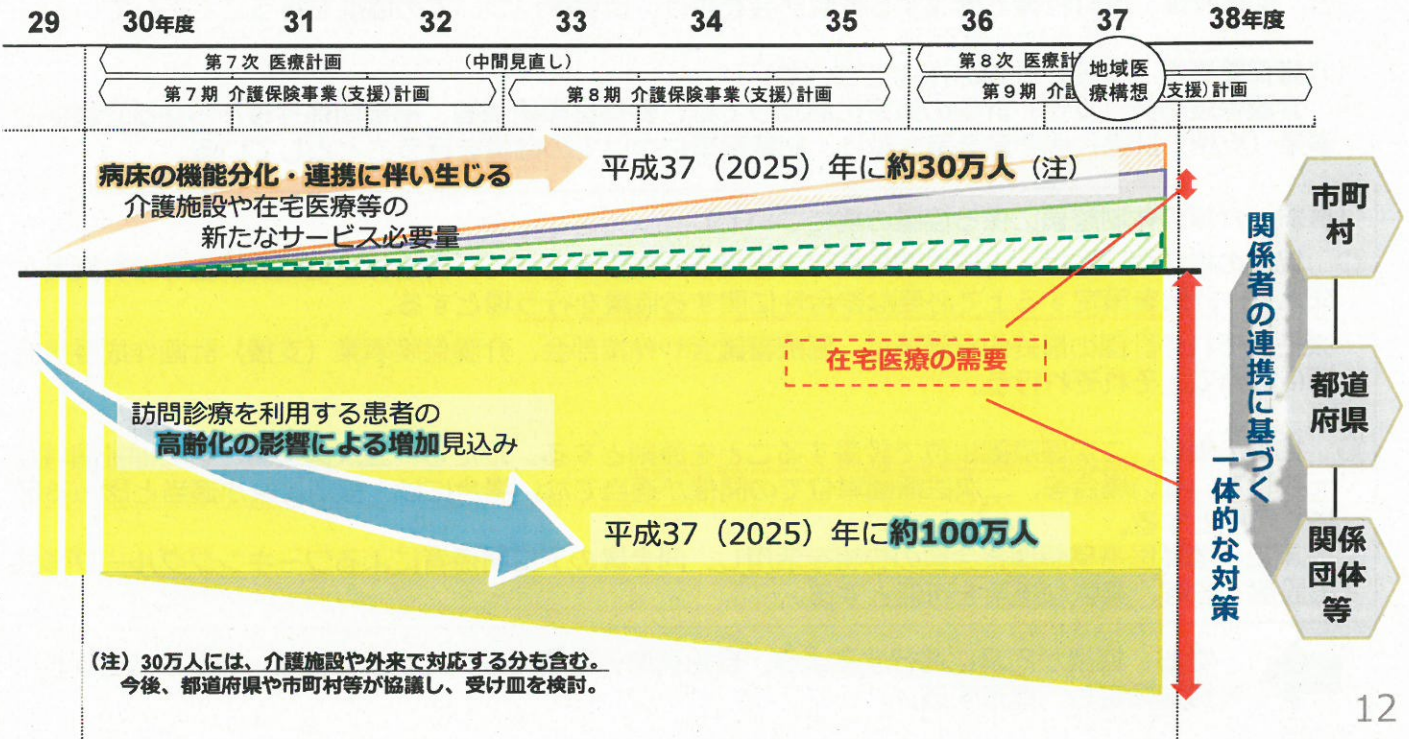 29 30年度 31 32 33 34 35 36 37 38年度
第7次 医療計画 (中間見直し)
第8次 医療計
第7期 介護保険事業(支援)計画
第8期 介護保険事業(支援)計画
第9期 介護
支援)計画
地域医
療構想
病床の機能分化・連携に伴い生じる
介護施設や在宅医療等の
新たなサービス必要量
平成37(2025)年に約30万人(注)
在宅医療の需要
訪問診療を利用する患者の
高齢化の影響による増加見込み
平成37(2025)年に約100万人
関係者の連携に基づく
一体的な対策
市町
村
都道
府県
関係
団体
等
(注)30万人には、介護施設や外来で対応する分も含む。
今後、都道府県や市町村等が協議し、受け皿を検討。
12